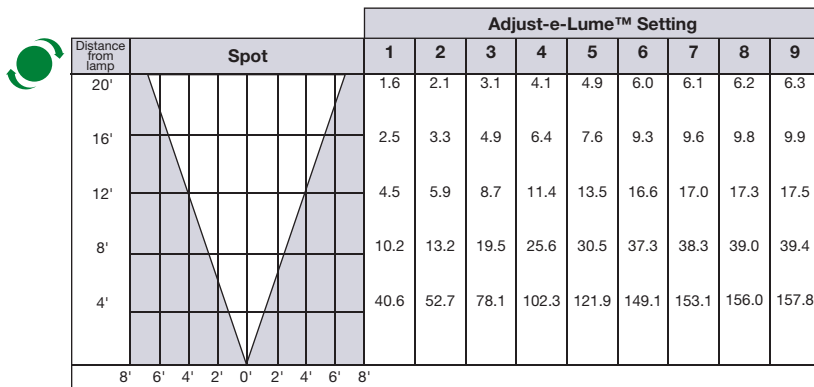 Adjust-e-Lume™ Setting
Distance
from
lamp
Spot 1 2 3 4 5 6 7 8 9
20' 1.6 2.1 3.1 4.1 4.9 6.0 6.1 6.2 6.3
16' 2.5 3.3 4.9 6.4 7.6 9.3 9.6 9.8 9.9
12' 4.5 5.9 8.7 11.4 13.5 16.6 17.0 17.3 17.5
8' 10.2 13.2 19.5 25.6 30.5 37.3 38.3 39.0 39.4
4' 40.6 52.7 78.1 102.3 121.9 149.1 153.1 156.0 157.8
8' 6' 4' 2' 0' 2' 4' 6' 8'